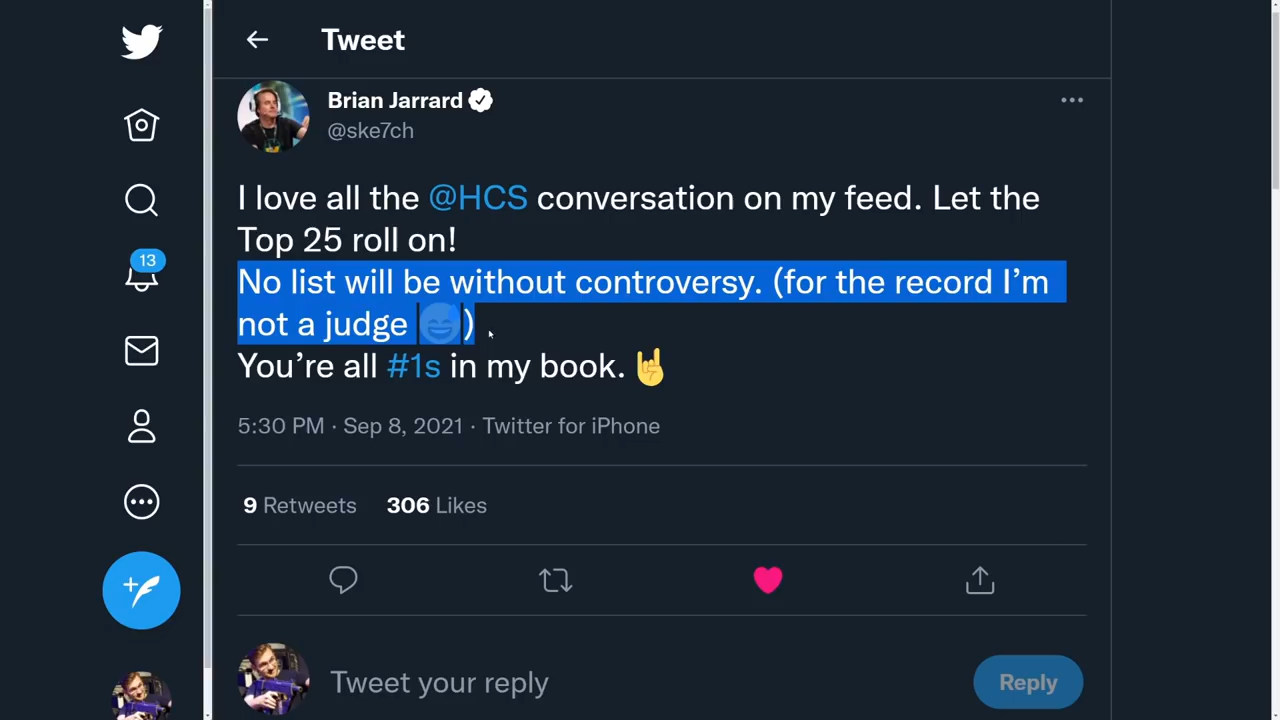 Tweet
Brian Jarrard
@ske7ch
I love all the @HCS conversation on my feed. Let the
Top 25 roll on!
No list will be without controversy. (for the record I’m
not a judge 😅)
You’re all #1s in my book. 🤘
5:30 PM · Sep 8, 2021 · Twitter for iPhone
9 Retweets 306 Likes
Tweet your reply
Reply
13